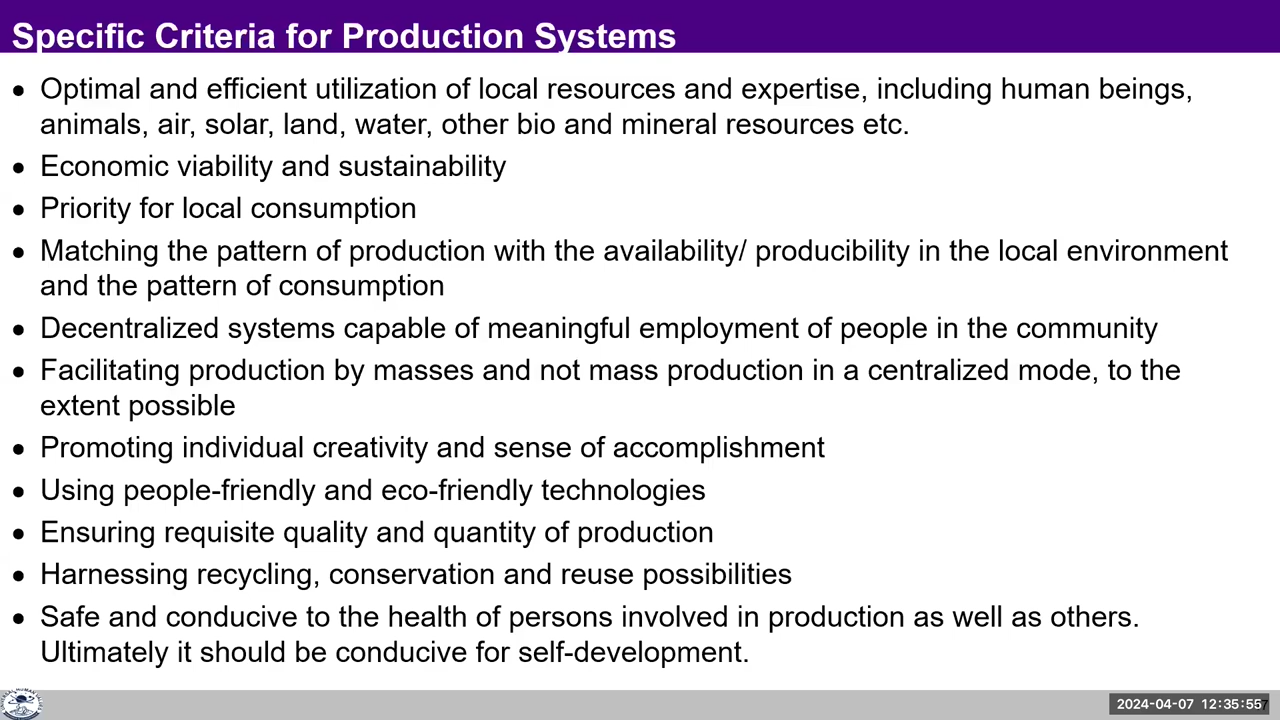 Specific Criteria for Production Systems
• Optimal and efficient utilization of local resources and expertise, including human beings,
animals, air, solar, land, water, other bio and mineral resources etc.
• Economic viability and sustainability
• Priority for local consumption
• Matching the pattern of production with the availability/ producibility in the local environment
and the pattern of consumption
• Decentralized systems capable of meaningful employment of people in the community
• Facilitating production by masses and not mass production in a centralized mode, to the
extent possible
• Promoting individual creativity and sense of accomplishment
• Using people-friendly and eco-friendly technologies
• Ensuring requisite quality and quantity of production
• Harnessing recycling, conservation and reuse possibilities
• Safe and conducive to the health of persons involved in production as well as others.
Ultimately it should be conducive for self-development.
2024-04-07 12:35:55